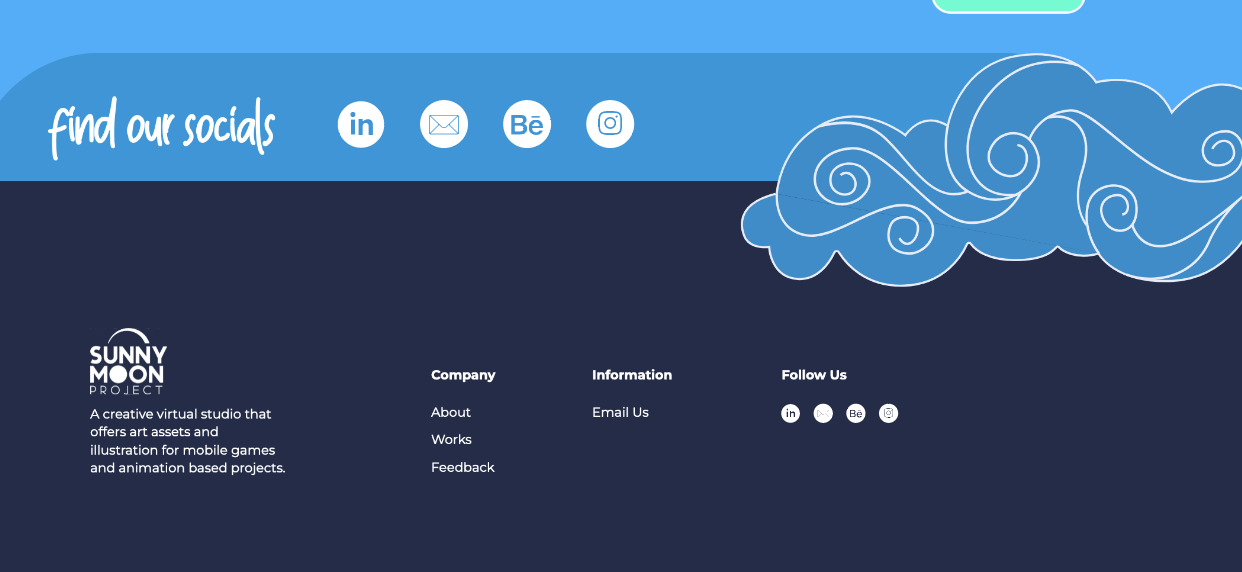 find our socials
in
Bē
SUNNY
MOON
PROJECT
A creative virtual studio that
offers art assets and
illustration for mobile games
and animation based projects.
Company
About
Works
Feedback
Information
Email Us
Follow Us
in
Bē